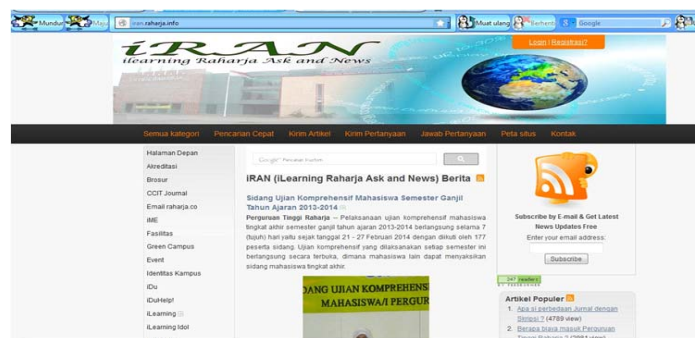 Mundur
Maju
iran.raharja.info
Muat ulang
Berhenti
Google
iRAN
ilearning Raharja Ask and News
Login | Registrasi?
Semua kategori
Pencarian Cepat
Kirim Artikel
Kirim Pertanyaan
Jawab Pertanyaan
Peta situs
Kontak
Halaman Depan
Akreditasi
Brosur
CCIT Journal
Email raharja.co
iME
Fasilitas
Green Campus
Event
Identitas Kampus
iDu
iDuHelp!
iLearning
iLearning Idol
Google
iRAN (iLearning Raharja Ask and News) Berita
Sidang Ujian Komprehensif Mahasiswa Semester Ganjil
Tahun Ajaran 2013-2014
Perguruan Tinggi Raharja – Pelaksanaan ujian komprehensif mahasiswa
tingkat akhir semester ganjil tahun ajaran 2013-2014 berlangsung selama 7
(tujuh) hari yaitu sejak tanggal 21 - 27 Februari 2014 dengan diikuti oleh 177
peserta sidang. Ujian komprehensif yang dilaksanakan setiap semester ini
berlangsung secara terbuka, dimana mahasiswa lain dapat menyaksikan
sidang mahasiswa tingkat akhir.
DANG UJIAN KOMPREHENS
MAHASISWA/I PERGUR
Subscribe by E-mail & Get Latest
News Updates Free
Enter your email address:
Subscribe
347 readers
Artikel Populer
1. Apa si perbedaan Jurnal dengan
Skripsi ? (4789 view)
2. Berapa biaya masuk Perguruan